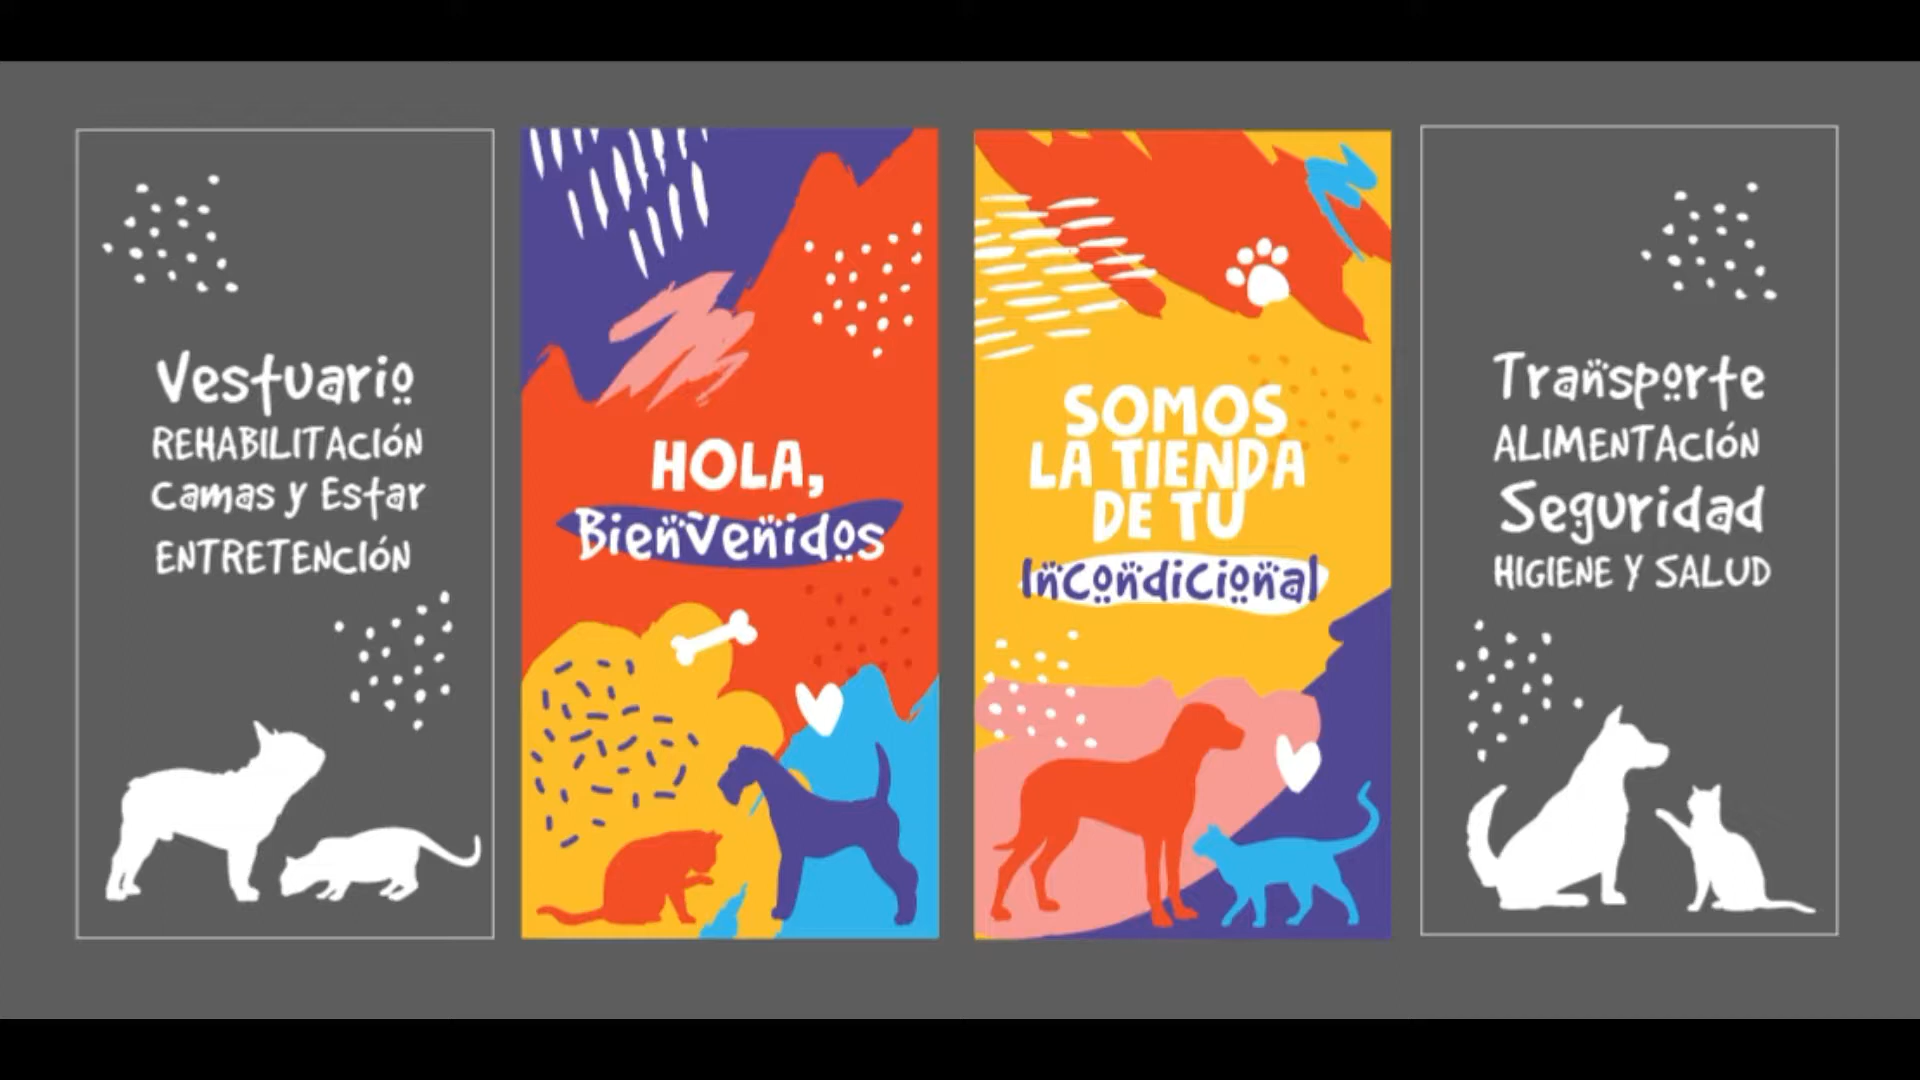 Vestuario
REHABILITACIÓN
Camas y Estar
ENTRETENCIÓN
HOLA,
Bienvenidos
SOMOS
LA TIENDA
DE TU
Incondicional
Transporte
ALIMENTACIÓN
Seguridad
HIGIENE Y SALUD